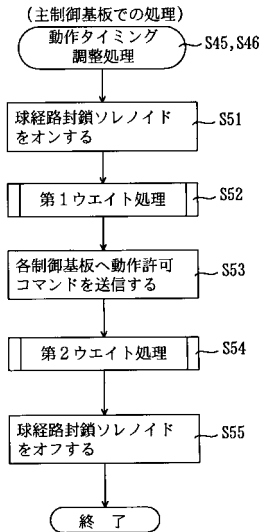 (主制御基板での処理)
動作タイミング
調整処理
S45,S46
球経路封鎖ソレノイド
をオンする
S51
第1ウエイト処理
S52
各制御基板へ動作許可
コマンドを送信する
S53
第2ウエイト処理
S54
球経路封鎖ソレノイド
をオフする
S55
終 了